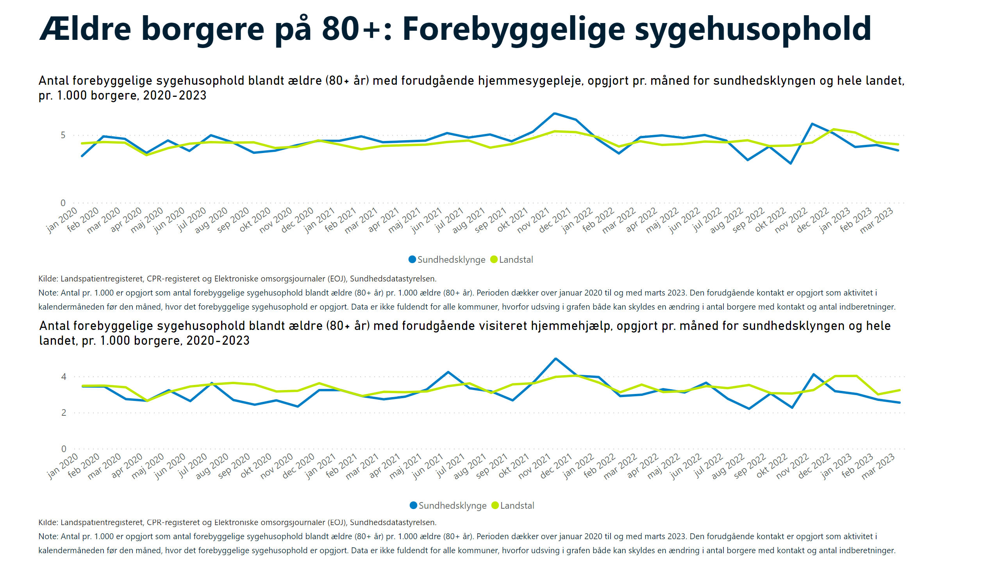 Ældre borgere på 80+: Forebyggelige sygehusophold
Antal forebyggelige sygehusophold blandt ældre (80+ år) med forudgående hjemmesygepleje, opgjort pr. måned for sundhedsklyngen og hele landet,
pr. 1.000 borgere, 2020-2023
5
0
jan 2020 feb 2020 mar 2020 apr 2020 maj 2020 jun 2020 jul 2020 aug 2020 sep 2020 okt 2020 nov 2020 dec 2020 jan 2021 feb 2021 mar 2021 apr 2021 maj 2021 jun 2021 jul 2021 aug 2021 sep 2021 okt 2021 nov 2021 dec 2021 jan 2022 feb 2022 mar 2022 apr 2022 maj 2022 jun 2022 jul 2022 aug 2022 sep 2022 okt 2022 nov 2022 dec 2022 jan 2023 feb 2023 mar 2023
Sundhedsklynge Landstal
Kilde: Landspatientregisteret, CPR-registeret og Elektroniske omsorgsjournaler (EOJ), Sundhedsdatastyrelsen.
Note: Antal pr. 1.000 er opgjort som antal forebyggelige sygehusophold blandt ældre (80+ år) pr. 1.000 ældre (80+ år). Perioden dækker over januar 2020 til og med marts 2023. Den forudgående kontakt er opgjort som aktivitet i
kalendermåneden før den måned, hvor det forebyggelige sygehusophold er opgjort. Data er ikke fuldendt for alle kommuner, hvorfor udsving i grafen både kan skyldes en ændring i antal borgere med kontakt og antal indberetninger.
Antal forebyggelige sygehusophold blandt ældre (80+ år) med forudgående visiteret hjemmehjælp, opgjort pr. måned for sundhedsklyngen og hele
landet, pr. 1.000 borgere, 2020-2023
4
2
0
jan 2020 feb 2020 mar 2020 apr 2020 maj 2020 jun 2020 jul 2020 aug 2020 sep 2020 okt 2020 nov 2020 dec 2020 jan 2021 feb 2021 mar 2021 apr 2021 maj 2021 jun 2021 jul 2021 aug 2021 sep 2021 okt 2021 nov 2021 dec 2021 jan 2022 feb 2022 mar 2022 apr 2022 maj 2022 jun 2022 jul 2022 aug 2022 sep 2022 okt 2022 nov 2022 dec 2022 jan 2023 feb 2023 mar 2023
Sundhedsklynge Landstal
Kilde: Landspatientregisteret, CPR-registeret og Elektroniske omsorgsjournaler (EOJ), Sundhedsdatastyrelsen.
Note: Antal pr. 1.000 er opgjort som antal forebyggelige sygehusophold blandt ældre (80+ år) pr. 1.000 ældre (80+ år). Perioden dækker over januar 2020 til og med marts 2023. Den forudgående kontakt er opgjort som aktivitet i
kalendermåneden før den måned, hvor det forebyggelige sygehusophold er opgjort. Data er ikke fuldendt for alle kommuner, hvorfor udsving i grafen både kan skyldes en ændring i antal borgere med kontakt og antal indberetninger.